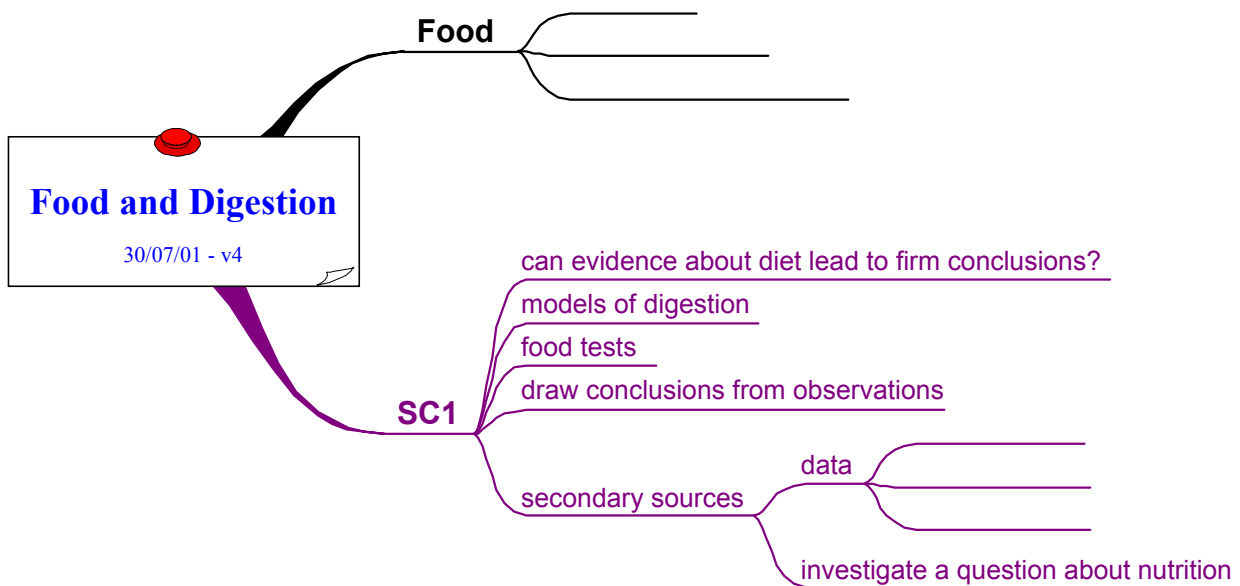 Food
Food and Digestion
30/07/01 - v4
can evidence about diet lead to firm conclusions?
models of digestion
food tests
draw conclusions from observations
SC1
data
secondary sources
investigate a question about nutrition